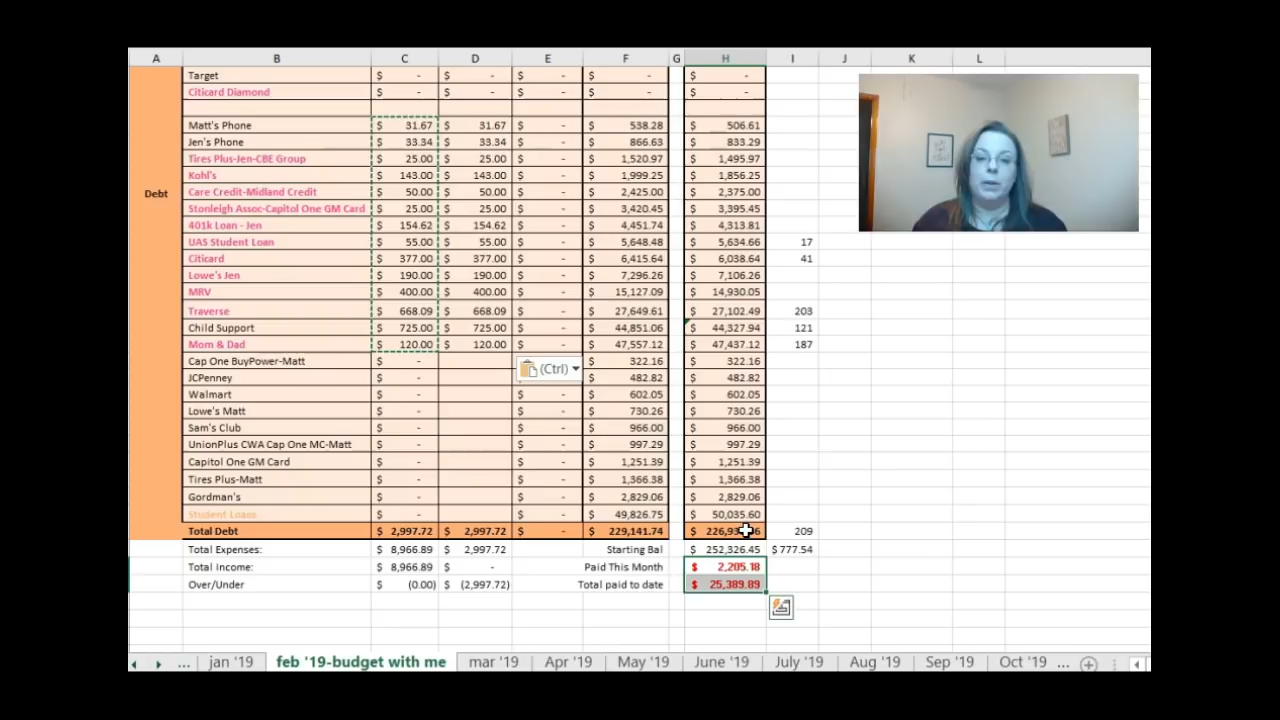 A B C D E F G H I J K L
Target $ - $ - $ - $ - $ -
Citicard Diamond $ - $ - $ - $ - $ -
Matt's Phone $ 31.67 $ 31.67 $ - $ 538.28 $ 506.61
Jen's Phone $ 33.34 $ 33.34 $ - $ 866.63 $ 833.29
Tires Plus-Jen-CBE Group $ 25.00 $ 25.00 $ - $ 1,520.97 $ 1,495.97
Kohl's $ 143.00 $ 143.00 $ - $ 1,999.25 $ 1,856.25
Debt Care Credit-Midland Credit $ 50.00 $ 50.00 $ - $ 2,425.00 $ 2,375.00
Stonleigh Assoc-Capitol One GM Card $ 25.00 $ 25.00 $ - $ 3,420.45 $ 3,395.45
401k Loan - Jen $ 154.62 $ 154.62 $ - $ 4,451.74 $ 4,313.81
UAS Student Loan $ 55.00 $ 55.00 $ - $ 5,648.48 $ 5,634.66 17
Citicard $ 377.00 $ 377.00 $ - $ 6,415.64 $ 6,038.64 41
Lowe's Jen $ 190.00 $ 190.00 $ - $ 7,296.26 $ 7,106.26
MRV $ 400.00 $ 400.00 $ - $ 15,127.09 $ 14,930.05
Traverse $ 668.09 $ 668.09 $ - $ 27,649.61 $ 27,102.49 203
Child Support $ 725.00 $ 725.00 $ - $ 44,851.06 $ 44,327.94 121
Mom & Dad $ 120.00 $ 120.00 $ - $ 47,557.12 $ 47,437.12 187
Cap One BuyPower-Matt $ - (Ctrl) $ 322.16 $ 322.16
JCPenney $ - $ 482.82 $ 482.82
Walmart $ - $ - $ 602.05 $ 602.05
Lowe's Matt $ - $ - $ 730.26 $ 730.26
Sam's Club $ - $ - $ 966.00 $ 966.00
UnionPlus CWA Cap One MC-Matt $ - $ - $ 997.29 $ 997.29
Capitol One GM Card $ - $ - $ 1,251.39 $ 1,251.39
Tires Plus-Matt $ - $ - $ 1,366.38 $ 1,366.38
Gordman's $ - $ - $ 2,829.06 $ 2,829.06
Student Loans $ - $ - $ 49,826.75 $ 50,035.60
Total Debt $ 2,997.72 $ 2,997.72 $ - $ 229,141.74 $ 209
Total Expenses: $ 8,966.89 $ 2,997.72 Starting Bal $ 252,326.45 $ 777.54
Total Income: $ 8,966.89 $ - Paid This Month $ 2,205.18
Over/Under $ (0.00) $ (2,997.72) Total paid to date $ 25,389.89
... jan '19 feb '19-budget with me mar '19 Apr '19 May '19 June '19 July '19 Aug '19 Sep '19 Oct '19 ...